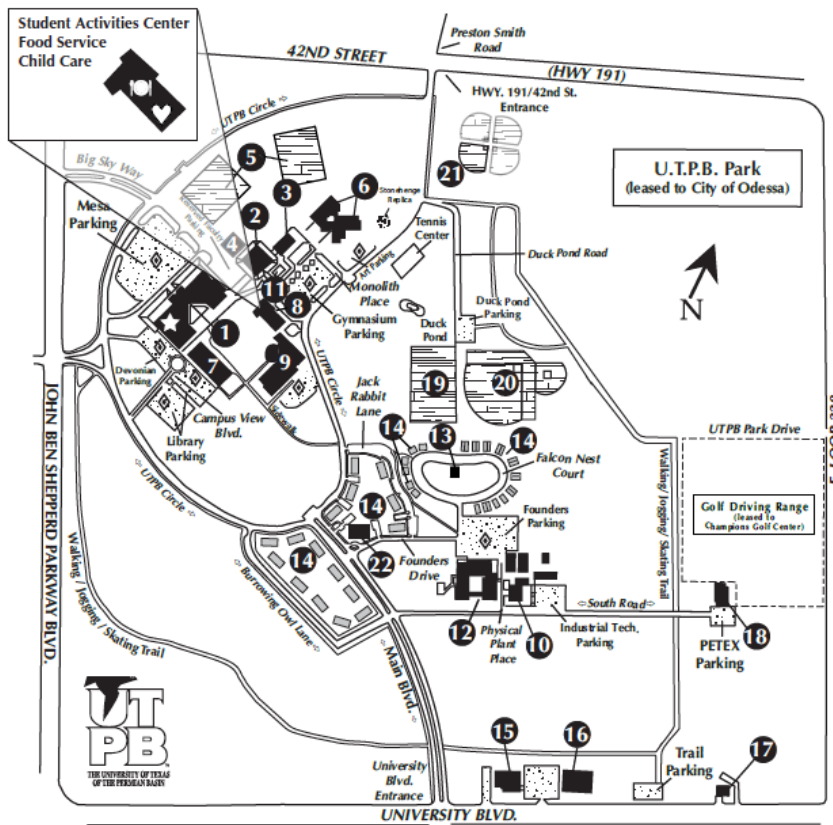 Student Activities Center
Food Service
Child Care
42ND STREET
Preston Smith
Road
(HWY 191)
HWY. 191/42nd St.
Entrance
UTPB Circle
Big Sky Way
21
U.T.P.B. Park
(leased to City of Odessa)
5
3
6
Stonehenge
Replica
Mesa
Parking
2
4
Parking
Tennis
Center
Art Parking
Duck Pond Road
N
11
Monolith
Place
8
Gymnasium
Parking
Duck
Pond
Duck Pond
Parking
1
7
9
Devonian
Parking
UTPB Circle
19
20
Campus View
Blvd.
Library
Parking
Sidewalk
Jack
Rabbit
Lane
14
13
14
Falcon Nest
Court
UTPB Park Drive
JOHN BEN SHEPPERD PARKWAY BLVD.
UTPB Circle
14
Founders
Parking
Walking/ Jogging/ Skating Trail
Golf Driving Range
(leased to
Champions Golf Center)
14
22
Founders
Drive
Walking / Jogging / Skating Trail
Burrowing Owl Lane
South Road
12
Physical
Plant
Place
10
Industrial Tech.
Parking
PETEX
Parking
18
Main Blvd.
UT
PB
THE UNIVERSITY OF TEXAS
OF THE PERMIAN BASIN
15
16
Trail
Parking
17
University
Blvd.
Entrance
UNIVERSITY BLVD.